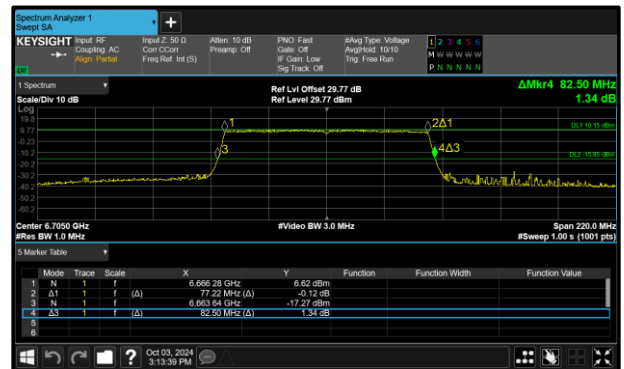 Spectrum Analyzer 1
Swept SA
+
KEYSIGHT
Input: RF
Coupling: AC
Align: Partial
Input Z: 50 Ω
Corr CCorr
Freq Ref: Int (S)
Atten: 10 dB
Preamp: Off
PNO: Fast
Gate: Off
IF Gain: Low
Sig Track: Off
#Avg Type: Voltage
Avg|Hold: 10/10
Trig: Free Run
1 2 3 4 5 6
M W W W W W
P N N N N N
1 Spectrum
Scale/Div 10 dB
Ref Lvl Offset 29.77 dB
Ref Level 29.77 dBm
ΔMkr4 82.50 MHz
1.34 dB
Log
19.8
9.77
-0.23
-10.2
-20.2
-30.2
-40.2
-50.2
-60.2
1
2Δ1
3
4Δ3
DL1 10.15 dBm
DL2 -15.85 dBm
Center 6.7050 GHz
#Res BW 1.0 MHz
#Video BW 3.0 MHz
Span 220.0 MHz
#Sweep 1.00 s (1001 pts)
5 Marker Table
Mode Trace Scale X Y Function Function Width Function Value
1 N 1 f 6.666 28 GHz 6.62 dBm
2 Δ1 1 f (Δ) 77.22 MHz (Δ) -0.12 dB
3 N 1 f 6.663 64 GHz -17.27 dBm
4 Δ3 1 f (Δ) 82.50 MHz (Δ) 1.34 dB
5
6
?
Oct 03, 2024
3:13:39 PM